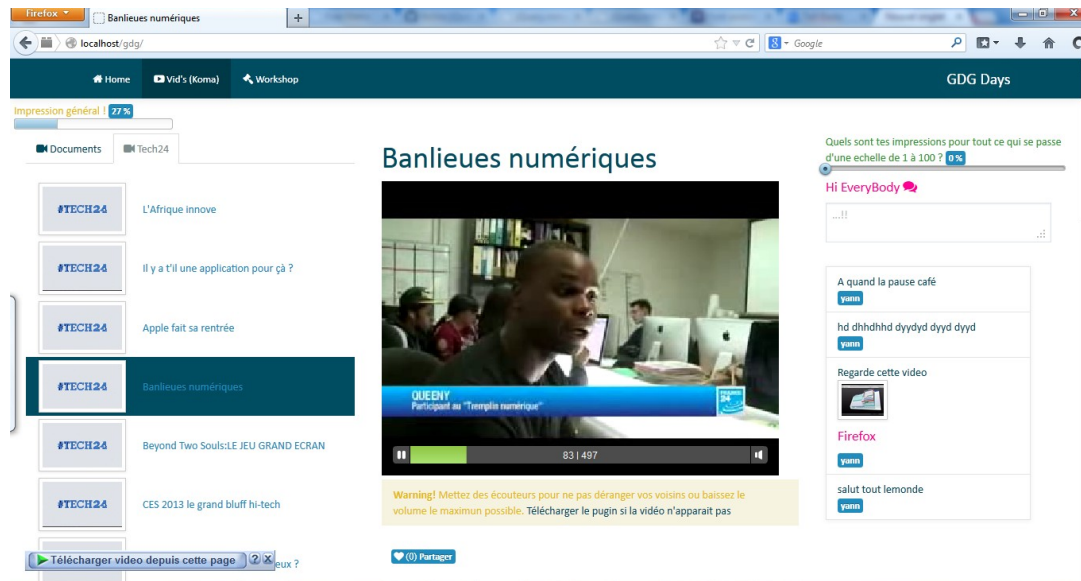 Firefox
Banlieues numériques
localhost/gdg/
Google
Home
Vid's (Koma)
Workshop
GDG Days
Impression général ! 27 %
Documents
Tech24
#TECH24
L'Afrique innove
#TECH24
Il y a t'il une application pour çà ?
#TECH24
Apple fait sa rentrée
#TECH24
Banlieues numériques
#TECH24
Beyond Two Souls:LE JEU GRAND ECRAN
#TECH24
CES 2013 le grand bluff hi-tech
eux ?
Télécharger video depuis cette page
Banlieues numériques
QUEENY
Participant au "Tremplin numérique"
FRANCE
24
83 | 497
Warning! Mettez des écouteurs pour ne pas déranger vos voisins ou baissez le
volume le maximun possible. Télécharger le pugin si la vidéo n'apparait pas
(0) Partager
Quels sont tes impressions pour tout ce qui se passe
d'une echelle de 1 à 100 ? 0 %
Hi EveryBody
...!!
A quand la pause café
yann
hd dhhdhhd dyydyd dyyd dyyd
yann
Regarde cette video
Firefox
yann
salut tout lemonde
yann